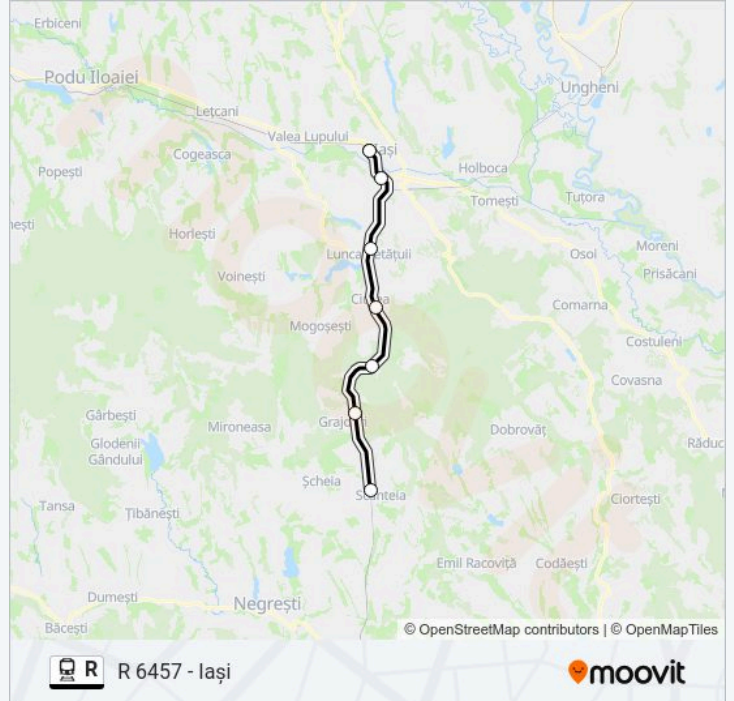 Erbiceni
Podu Iloaiei
Ungheni
Lețcani
Valea Lupului
Iași
Cogeasca
Holboca
Popești
Tomești
Țuțora
Horlești
Lunca Cetățuii
Moreni
Osoi
Prisăcani
Voinești
Ciurea
Comarna
Mogoșești
Costuleni
Covasna
Gârbești
Grajduri
Mironeasa
Dobrovăț
Glodenii
Gândului
Șcheia
Scânteia
Ciortești
Tansa
Țibănești
Emil Racoviță
Codăești
Durnești
Negrești
Băcești
© OpenStreetMap contributors | © OpenMapTiles
R R 6457 - Iași
moovit